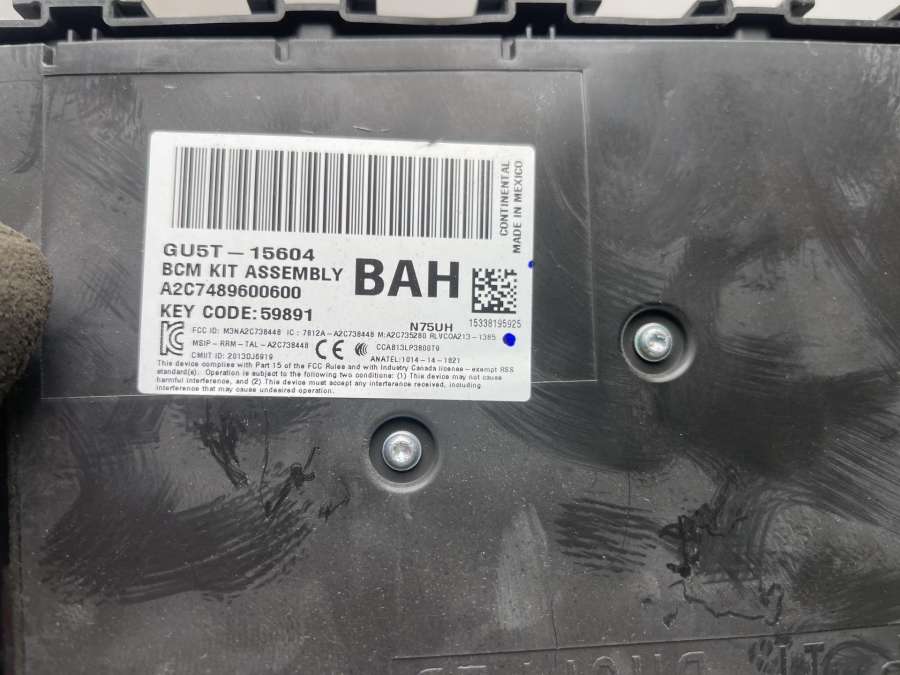 CONTINENTAL
MADE IN MEXICO
GU5T-15604
BCM KIT ASSEMBLY
BAH
A2C7489600600
KEY CODE:59891
N75UH
15338195925
FCC ID: M3NA2C738448 IC: 7812A-A2C738448 M:A2C735280 RLVCOA213-1385
MSIP-RRM-TAL-A2C738448 CE CCAB13LP3880T9
CMIIT ID: 2013DJ6919 ANATEL:1014-14-1821
This device complies with Part 15 of the FCC Rules and with Industry Canada license-exempt RSS
standard(s). Operation is subject to the following two conditions: (1) This device may not cause
harmful interference, and (2) This device must accept any interference received, including
interference that may cause undesired operation.